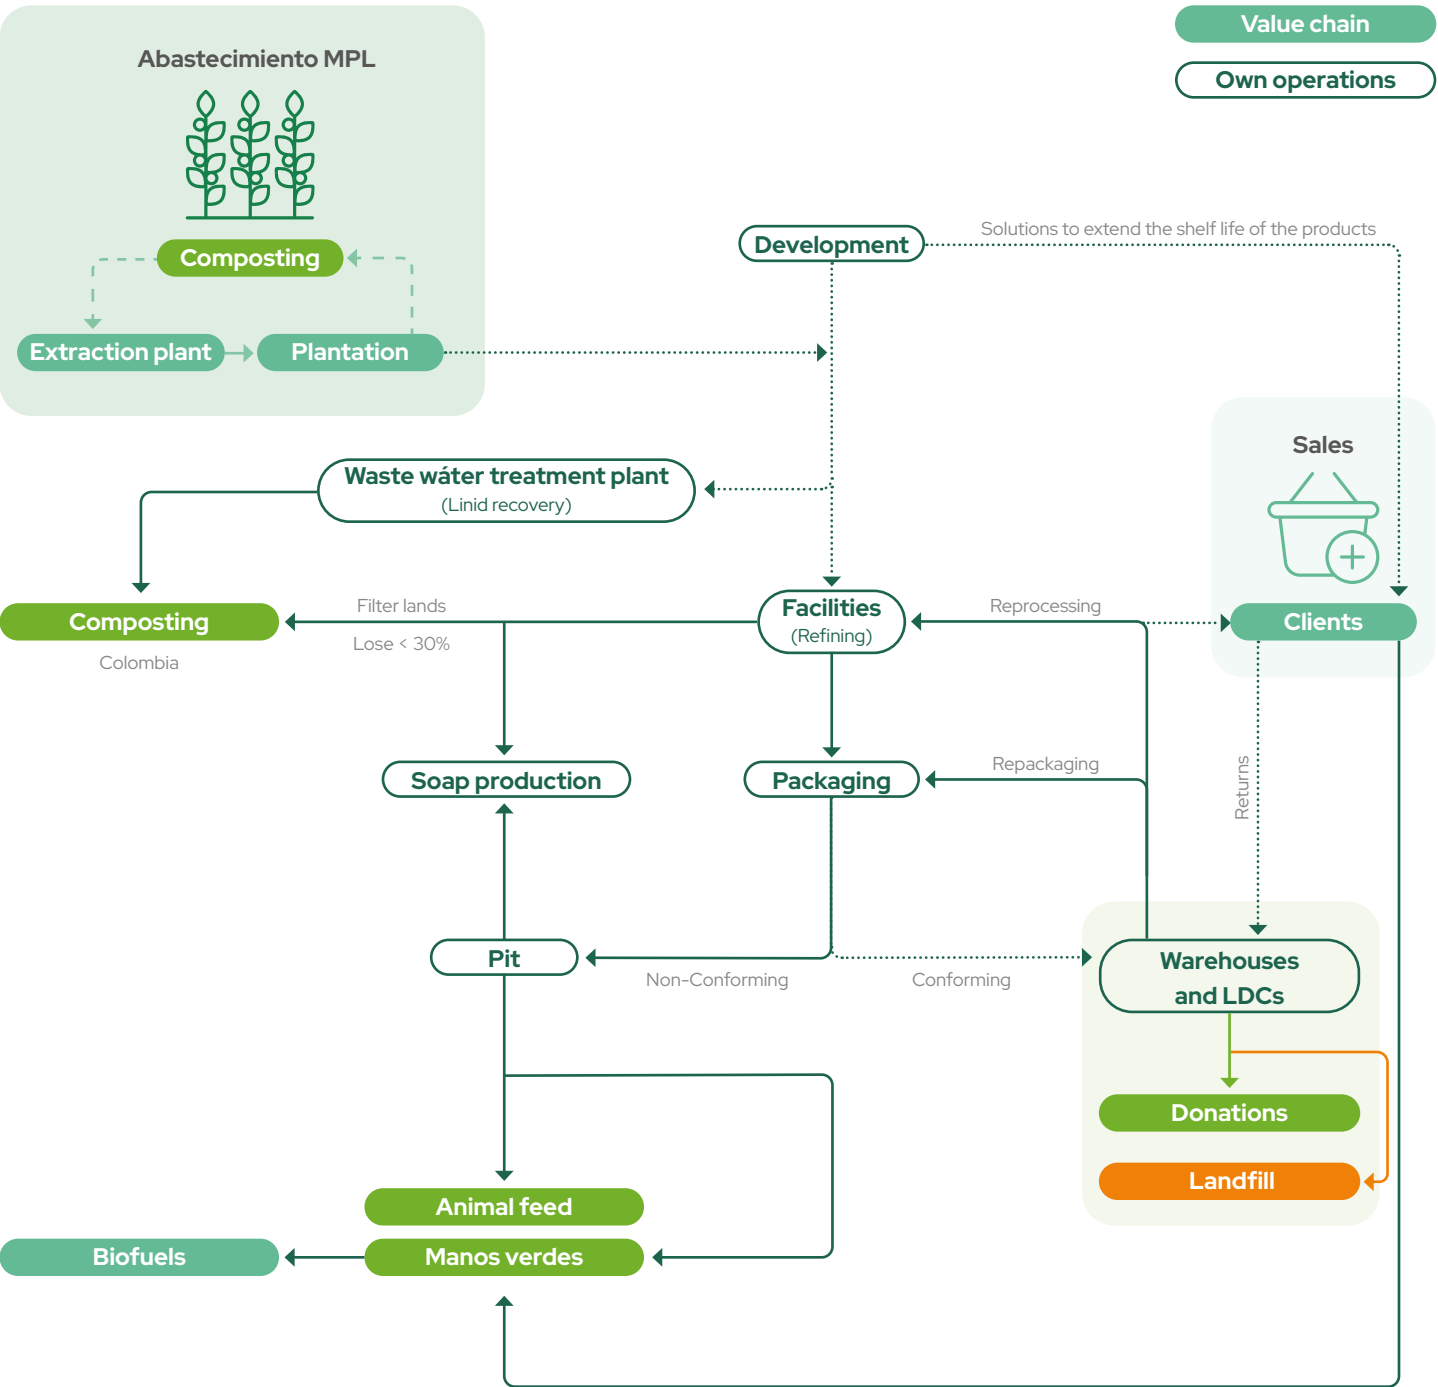 Value chain
Own operations
Abastecimiento MPL
Composting
Extraction plant
Plantation
Development
Solutions to extend the shelf life of the products
Sales
Waste wáter treatment plant
(Linid recovery)
Composting
Colombia
Filter lands
Lose < 30%
Facilities
(Refining)
Reprocessing
Clients
Soap production
Packaging
Repackaging
Returns
Pit
Non-Conforming
Conforming
Warehouses
and LDCs
Donations
Landfill
Animal feed
Manos verdes
Biofuels